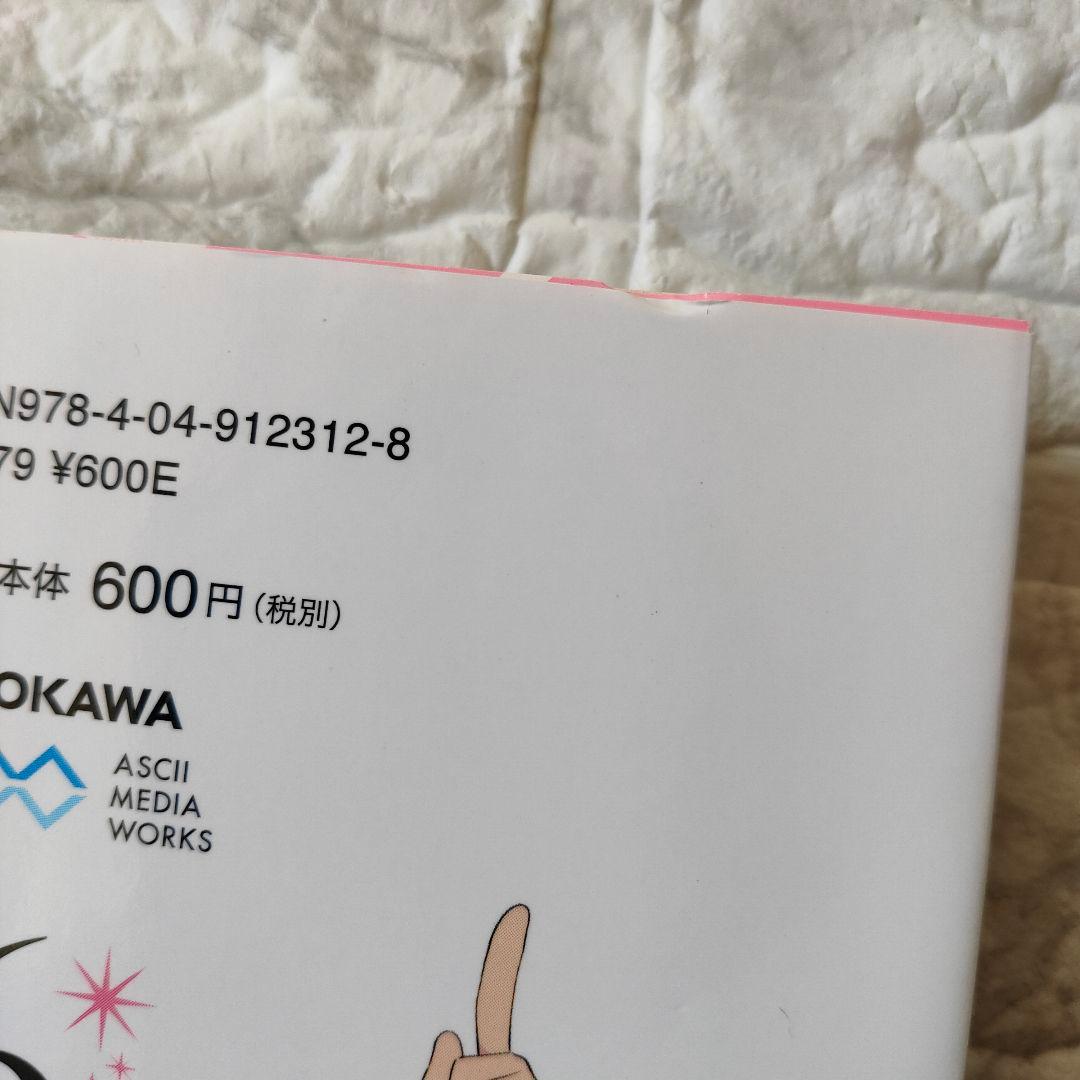 N978-4-04-912312-8
79 ¥600E
本体 600円(税別)
OKAWA
ASCII
MEDIA
WORKS